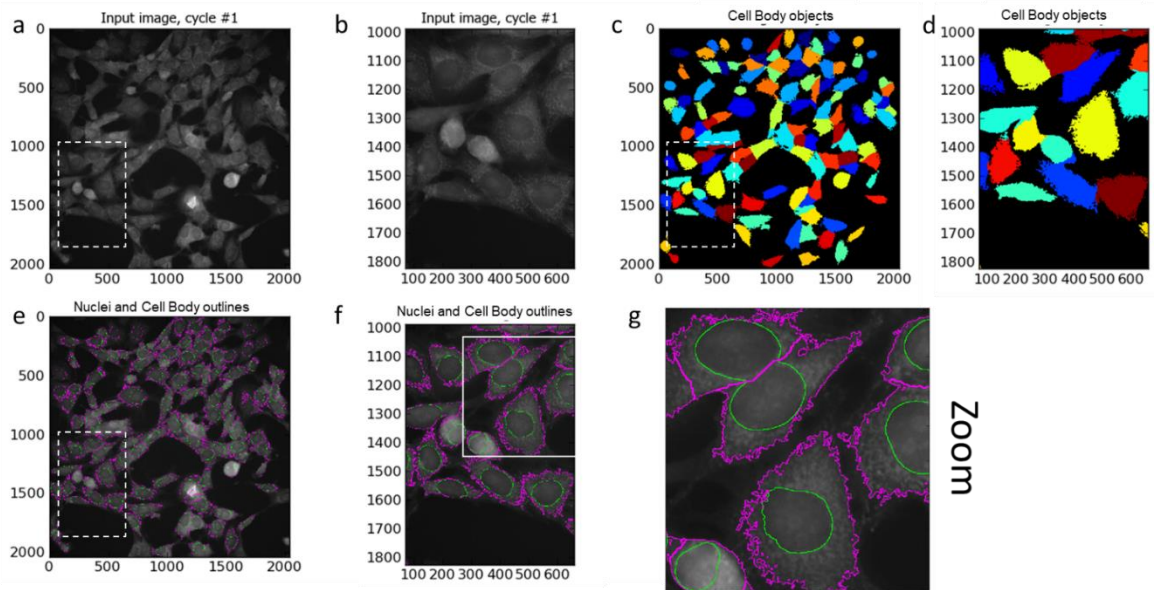 a
Input image, cycle #1
0
500
1000
1500
2000
0 500 1000 1500 2000
b
Input image, cycle #1
1000
1100
1200
1300
1400
1500
1600
1700
1800
100 200 300 400 500 600
c
Cell Body objects
0
500
1000
1500
2000
0 500 1000 1500 2000
d
Cell Body objects
1000
1100
1200
1300
1400
1500
1600
1700
1800
100 200 300 400 500 600
e
Nuclei and Cell Body outlines
0
500
1000
1500
2000
0 500 1000 1500 2000
f
Nuclei and Cell Body outlines
1000
1100
1200
1300
1400
1500
1600
1700
1800
100 200 300 400 500 600
g
Zoom